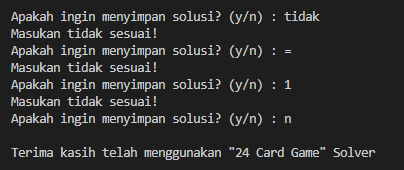 Apakah ingin menyimpan solusi? (y/n) : tidak
Masukan tidak sesuai!
Apakah ingin menyimpan solusi? (y/n) : =
Masukan tidak sesuai!
Apakah ingin menyimpan solusi? (y/n) : 1
Masukan tidak sesuai!
Apakah ingin menyimpan solusi? (y/n) : n
Terima kasih telah menggunakan "24 Card Game" Solver